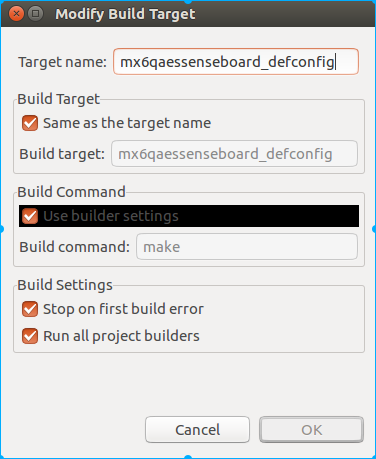 Modify Build Target
Target name: mx6qaessenseboard_defconfig
Build Target
Same as the target name
Build target: mx6qaessenseboard_defconfig
Build Command
Use builder settings
Build command: make
Build Settings
Stop on first build error
Run all project builders
Cancel OK